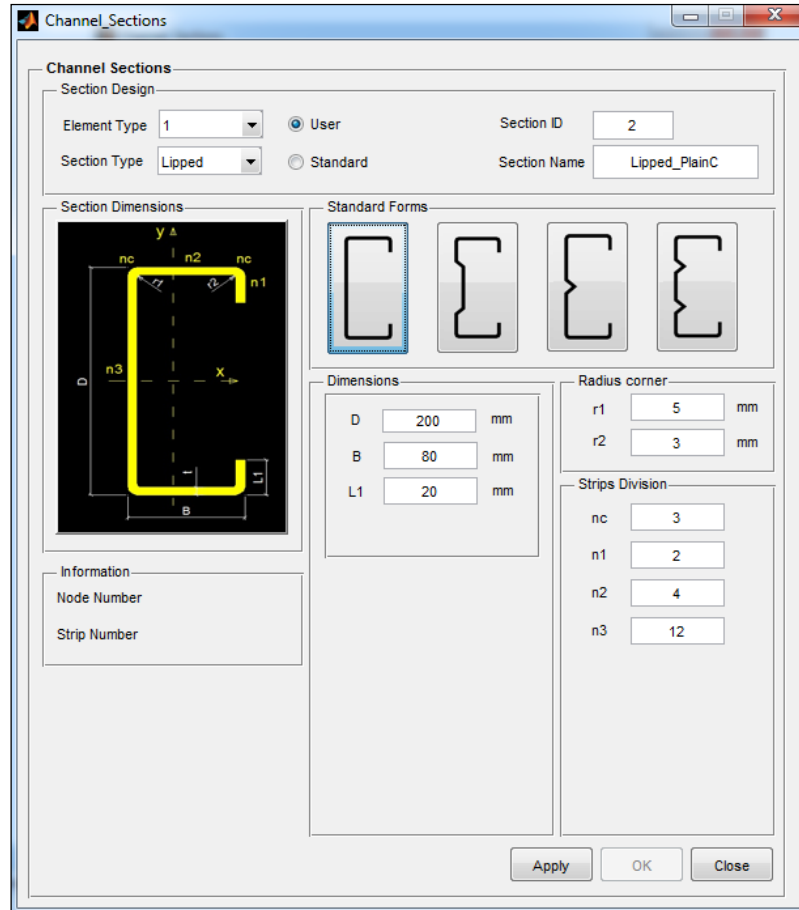 Channel_Sections
Channel Sections
Section Design
Element Type 1 User Section ID 2
Section Type Lipped Standard Section Name Lipped_PlainC
Section Dimensions
y
nc n2 nc
r1 r2 n1
D n3 x
t L1
B
Standard Forms
Dimensions
D 200 mm
B 80 mm
L1 20 mm
Radius corner
r1 5 mm
r2 3 mm
Strips Division
nc 3
n1 2
n2 4
n3 12
Information
Node Number
Strip Number
Apply OK Close